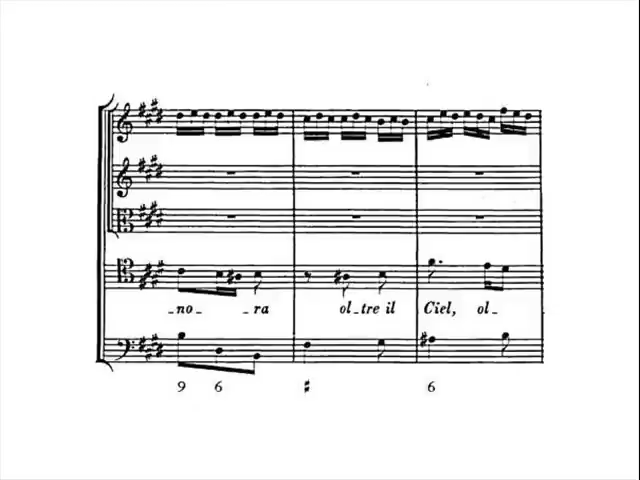 _no_ _ra ol_tre il Ciel, ol_
9 6 ♯ 6